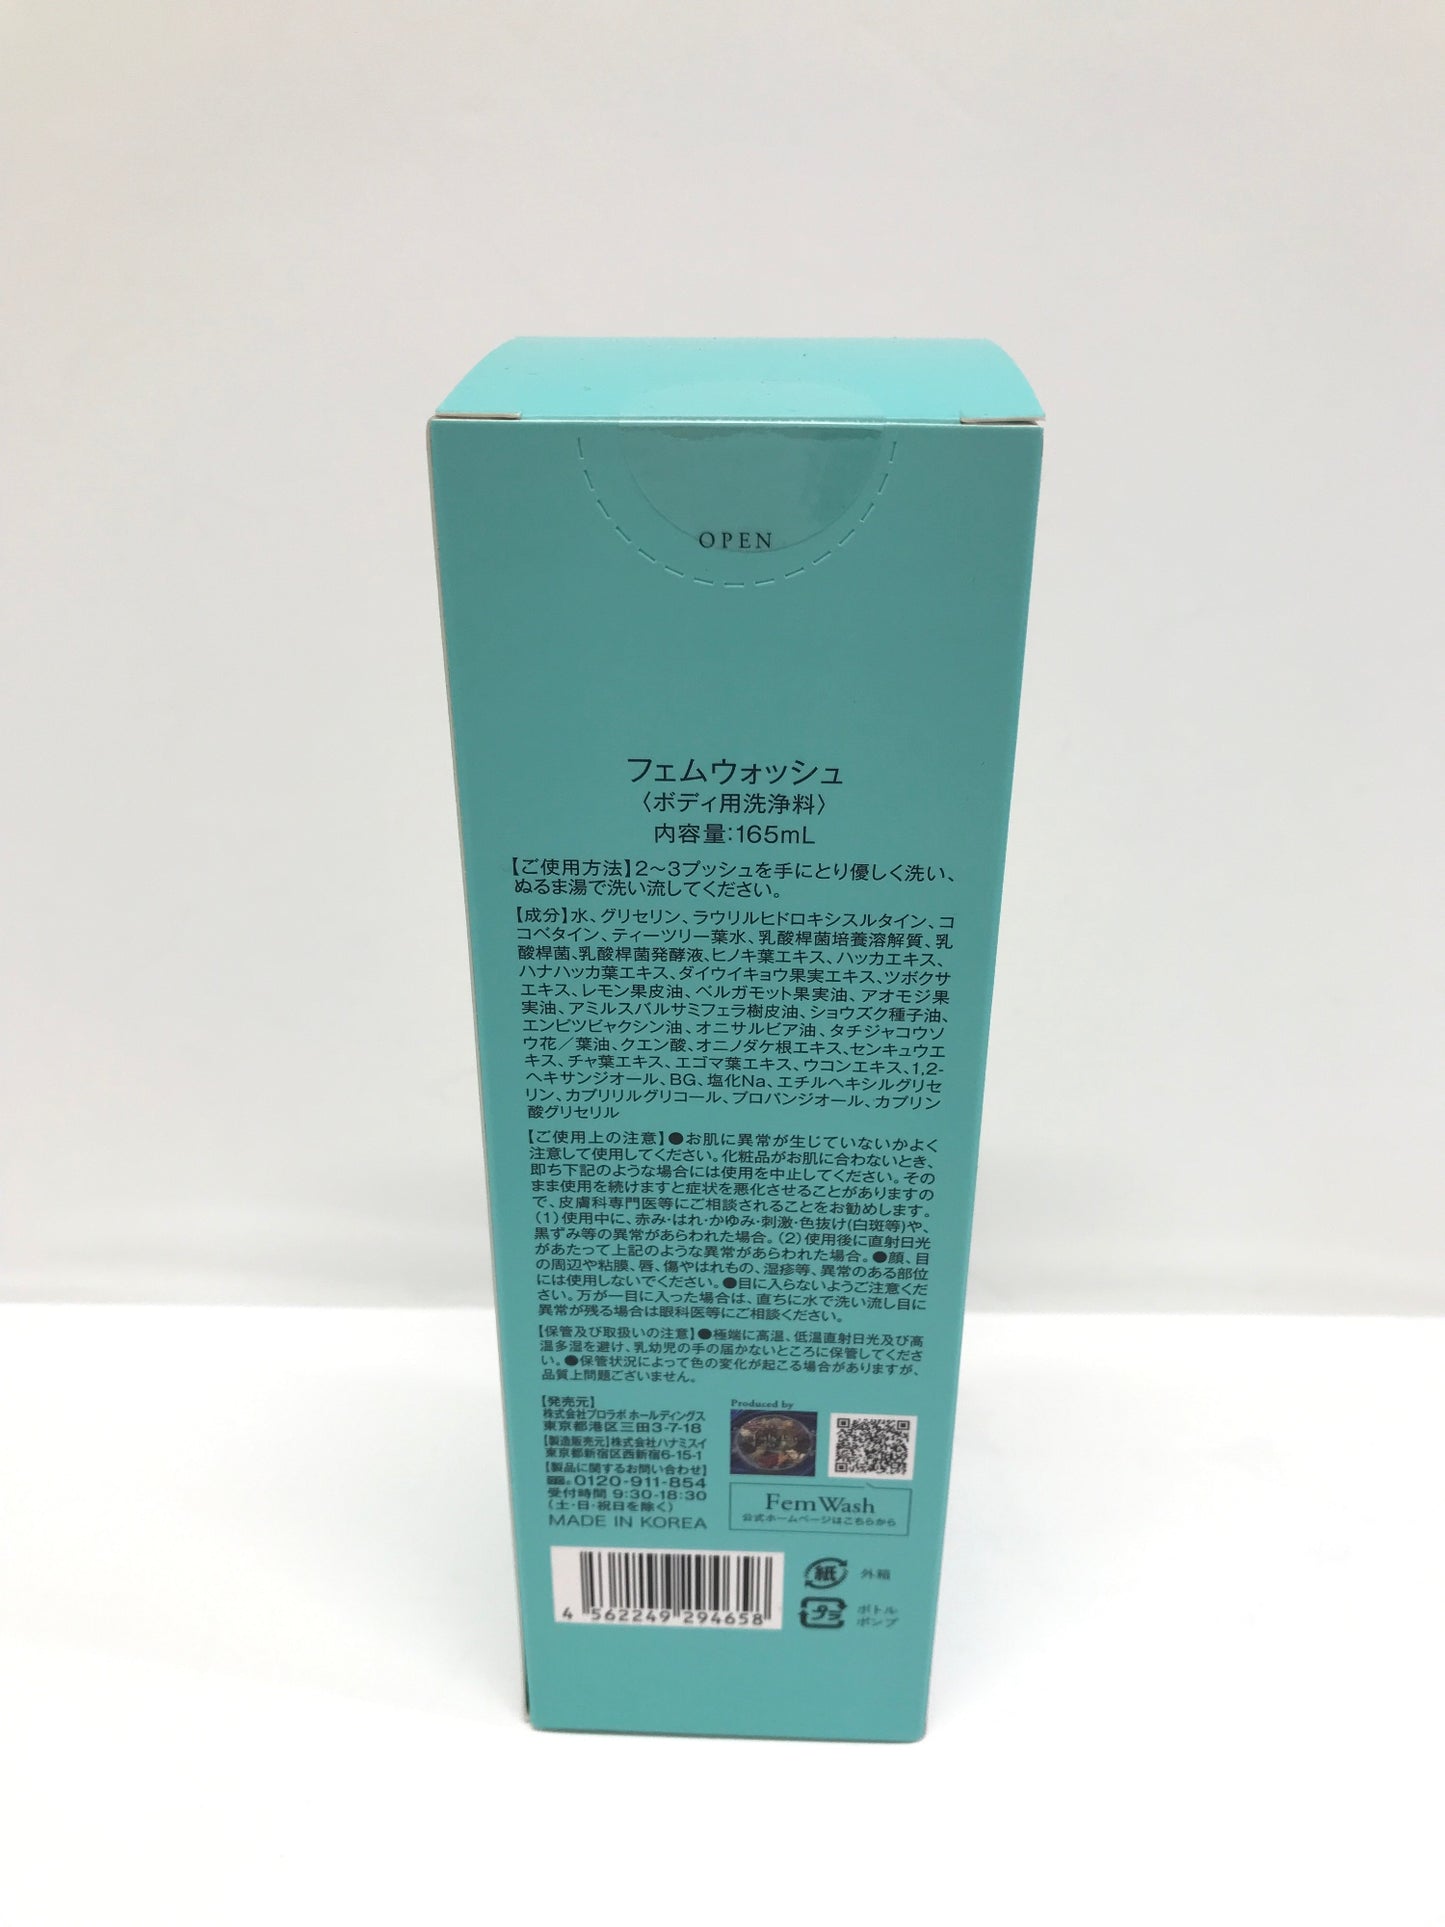 OPEN
フェムウォッシュ
〈ボディ用洗浄料〉
内容量:165mL
【ご使用方法】2〜3プッシュを手にとり優しく洗い、
ぬるま湯で洗い流してください。
【成分】水、グリセリン、ラウリルヒドロキシスルタイン、コ
コベタイン、ティーツリー葉水、乳酸桿菌培養溶解質、乳
酸桿菌、乳酸桿菌発酵液、ヒノキ葉エキス、ハッカエキス、
ハナハッカ葉エキス、ダイウイキョウ果実エキス、ツボクサ
エキス、レモン果皮油、ベルガモット果実油、アオモジ果
実油、アミルスバルサミフェラ樹皮油、ショウズク種子油、
エンピツビャクシン油、オニサルビア油、タチジャコウソ
ウ花／葉油、クエン酸、オニノダケ根エキス、センキュウエ
キス、チャ葉エキス、エゴマ葉エキス、ウコンエキス、1,2-
ヘキサンジオール、BG、塩化Na、エチルヘキシルグリセ
リン、カプリリルグリコール、プロパンジオール、カプリン
酸グリセリル
【ご使用上の注意】●お肌に異常が生じていないかよく
注意して使用してください。化粧品がお肌に合わないとき、
即ち下記のような場合には使用を中止してください。その
まま使用を続けますと症状を悪化させることがありますの
で、皮膚科専門医等にご相談されることをお勧めします。
(1)使用中に、赤み・はれ・かゆみ・刺激・色抜け(白斑等)や、
黒ずみ等の異常があらわれた場合。(2)使用後に直射日光
があたって上記のような異常があらわれた場合。●顔、目
の周辺や粘膜、唇、傷やはれもの、湿疹等、異常のある部位
には使用しないでください。●目に入らないようご注意くだ
さい。万が一目に入った場合は、直ちに水で洗い流し目に
異常が残る場合は眼科医等にご相談ください。
【保管及び取扱いの注意】●極端に高温、低温直射日光及び高
温多湿を避け、乳幼児の手の届かないところに保管してくださ
い。●保管状況によって色の変化が起こる場合がありますが、
品質上問題ございません。
【発売元】
株式会社プロラボ ホールディングス
東京都港区三田3-7-18
【製造販売元】株式会社ハナミスイ
東京都新宿区西新宿6-15-1
【製品に関するお問い合わせ】
0120-911-854
受付時間 9:30-18:30
(土・日・祝日を除く)
MADE IN KOREA
Produced by
FemWash
公式ホームページはこちらから
4 562249 294658
紙 外箱
プラ ボトル
ポンプ